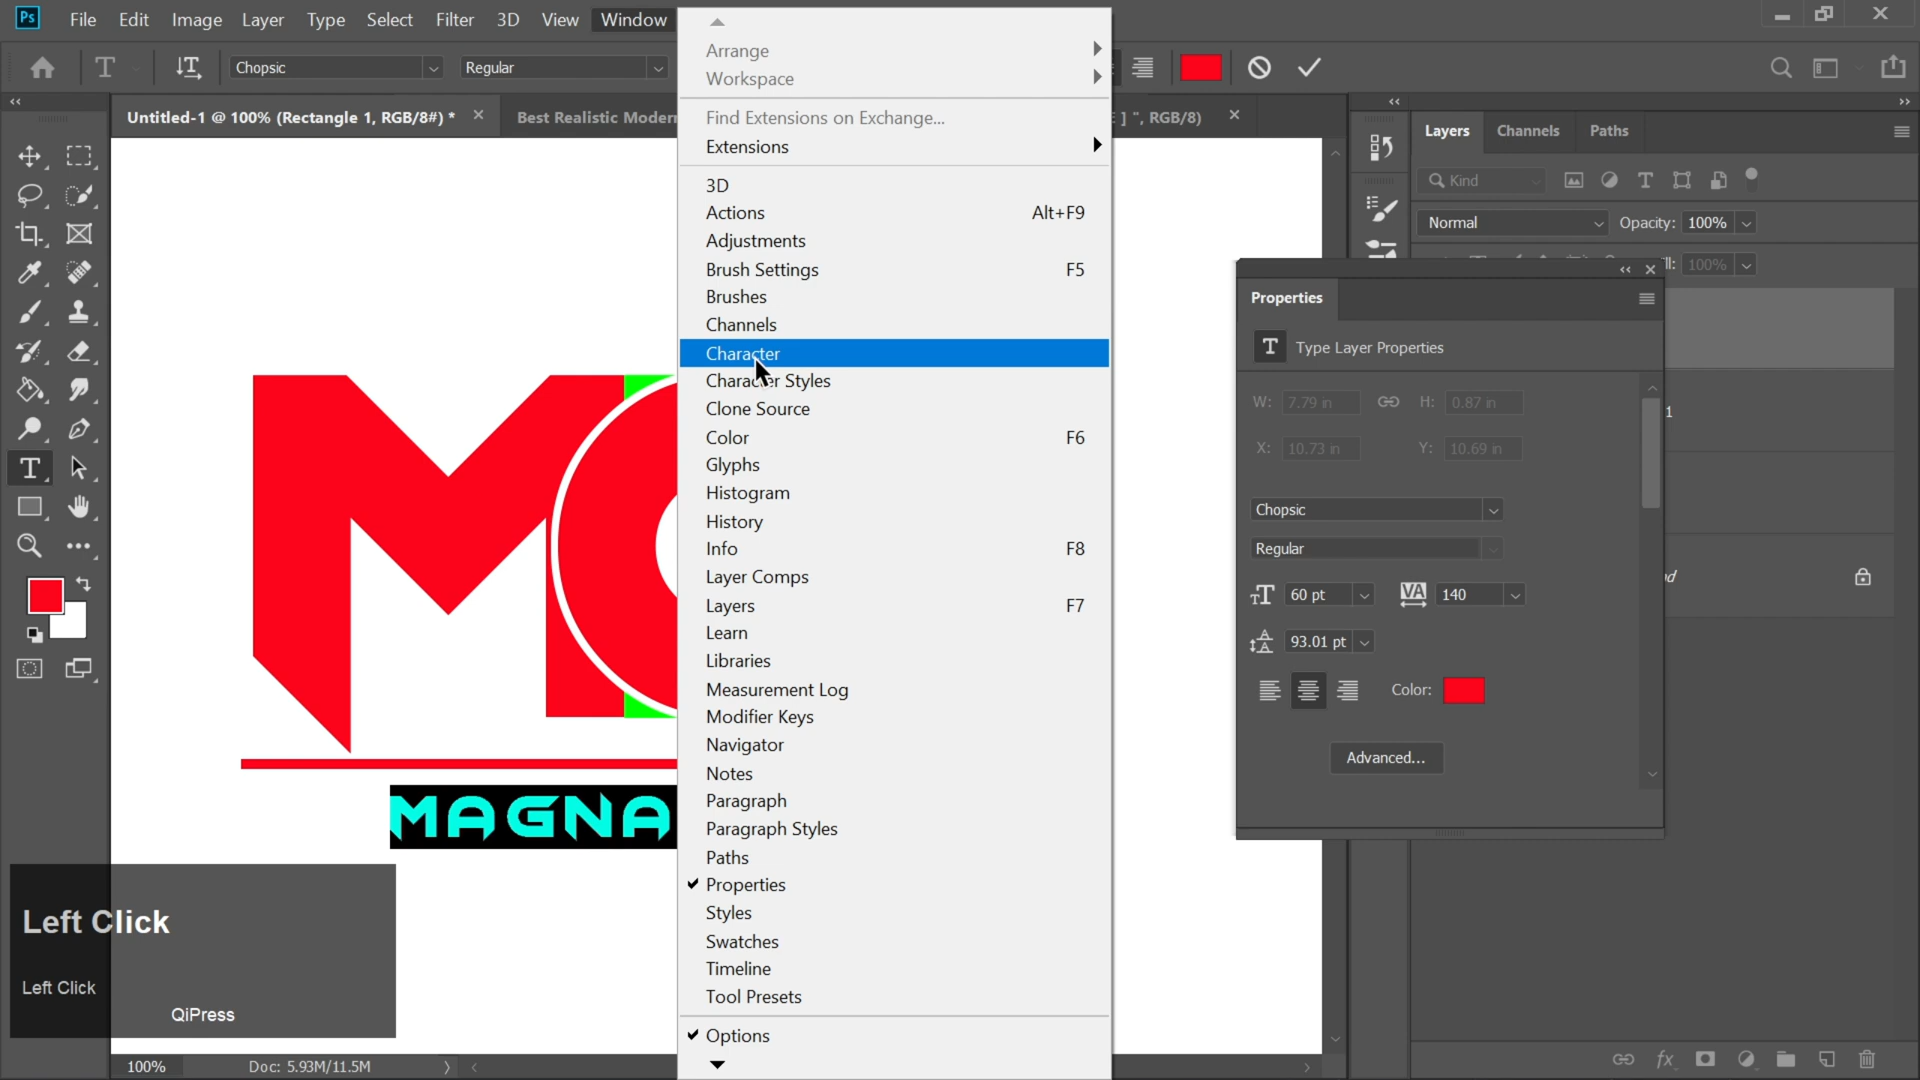 Ps File Edit Image Layer Type Select Filter 3D View Window
Chopsic Regular
Untitled-1 @ 100% (Rectangle 1, RGB/8#) *
Best Realistic Modern
] ", RGB/8)
Arrange
Workspace
Find Extensions on Exchange...
Extensions
3D
Actions Alt+F9
Adjustments
Brush Settings F5
Brushes
Channels
Character
Character Styles
Clone Source
Color F6
Glyphs
Histogram
History
Info F8
Layer Comps
Layers F7
Learn
Libraries
Measurement Log
Modifier Keys
Navigator
Notes
Paragraph
Paragraph Styles
Paths
Properties
Styles
Swatches
Timeline
Tool Presets
Options
Layers Channels Paths
Kind
Normal Opacity: 100%
100%
1
Properties
Type Layer Properties
W: 7.79 in H: 0.87 in
X: 10.73 in Y: 10.69 in
Chopsic
Regular
60 pt VA 140
93.01 pt
Color:
Advanced...
MAGNA
Left Click
Left Click
QiPress
100% Doc: 5.93M/11.5M
fx